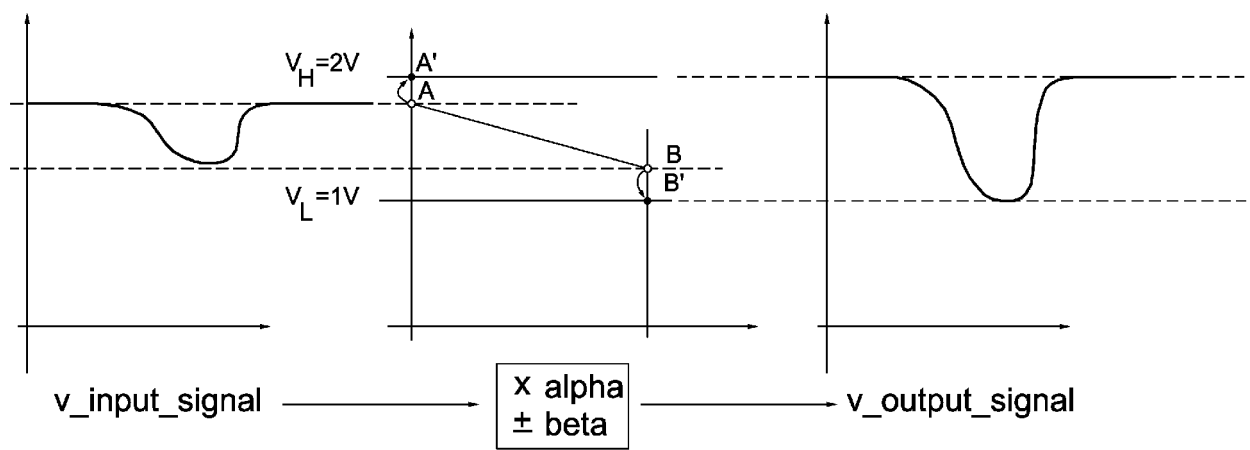 V_H=2V
A'
A
B
B'
V_L=1V
x alpha
± beta
v_input_signal
v_output_signal